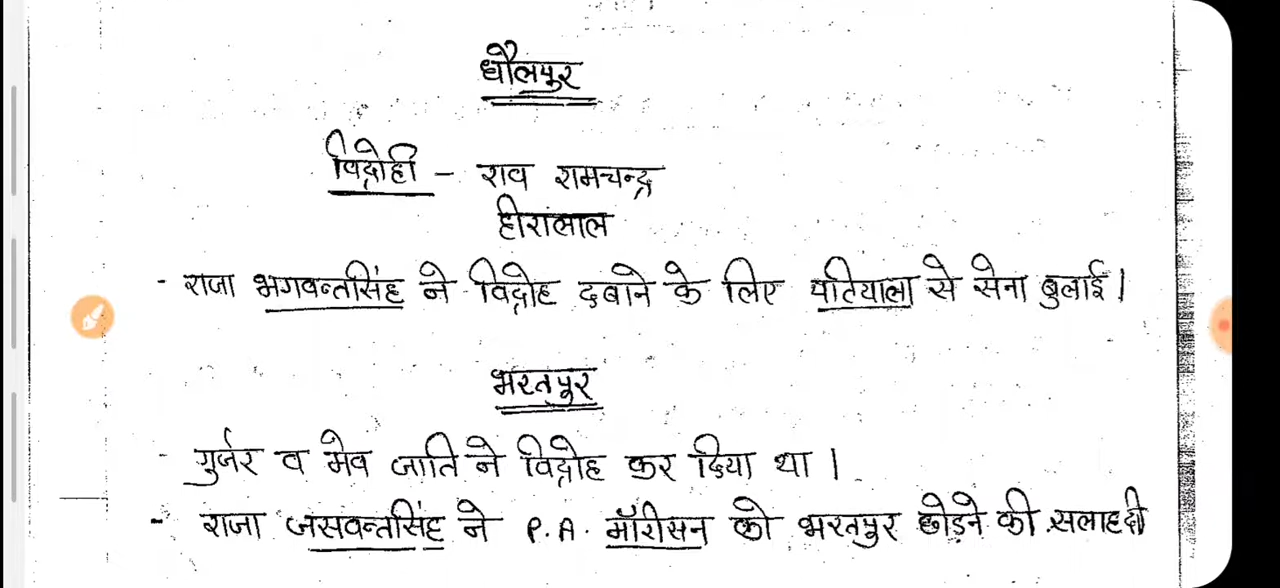 धौलपुर
विद्रोही - राव रामचन्द्र
हीरालाल
- राजा भगवन्तसिंह ने विद्रोह दबाने के लिए पटियाला से सेना बुलाई।
भरतपुर
- गुर्जर व मेव जाति ने विद्रोह कर दिया था।
- राजा जसवन्तसिंह ने P.A. मॉरीसन को भरतपुर छोड़ने की सलाह दी